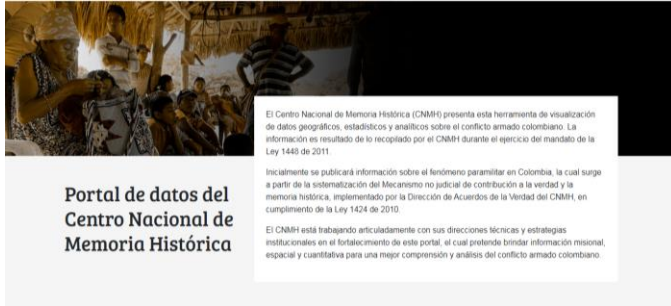 El Centro Nacional de Memoria Histórica (CNMH) presenta esta herramienta de visualización
de datos geográficos, estadísticos y analíticos sobre el conflicto armado colombiano. La
información es resultado de lo recopilado por el CNMH durante el ejercicio del mandato de la
Ley 1448 de 2011.
Inicialmente se publicará información sobre el fenómeno paramilitar en Colombia, la cual surge
a partir de la sistematización del Mecanismo no judicial de contribución a la verdad y la
memoria histórica, implementado por la Dirección de Acuerdos de la Verdad del CNMH, en
cumplimiento de la Ley 1424 de 2010.
El CNMH está trabajando articuladamente con sus direcciones técnicas y estrategias
institucionales en el fortalecimiento de este portal, el cual pretende brindar información misional,
espacial y cuantitativa para una mejor comprensión y análisis del conflicto armado colombiano.
Portal de datos del
Centro Nacional de
Memoria Histórica